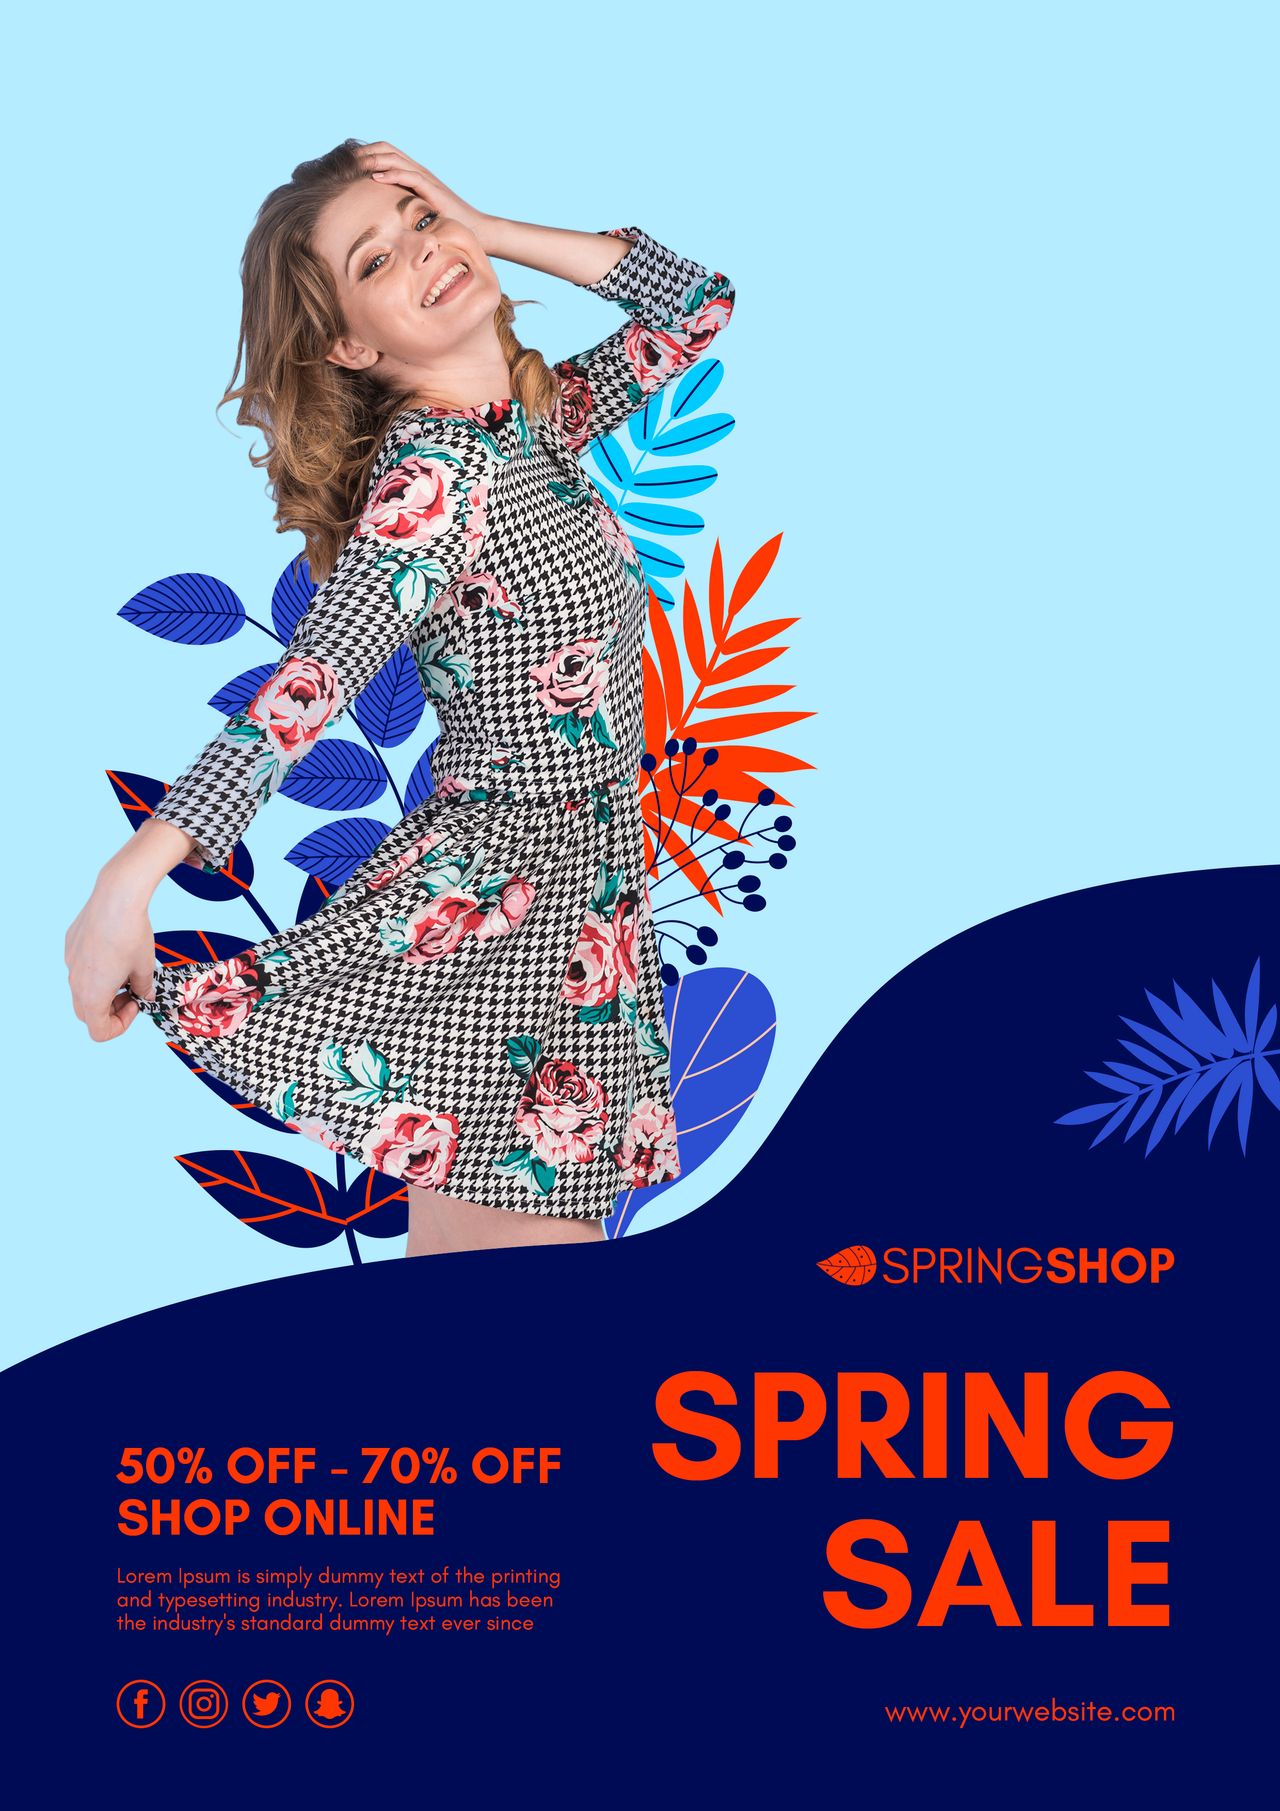 SPRINGSHOP
SPRING
SALE
50% OFF - 70% OFF
SHOP ONLINE
Lorem Ipsum is simply dummy text of the printing
and typesetting industry. Lorem Ipsum has been
the industry's standard dummy text ever since
www.yourwebsite.com